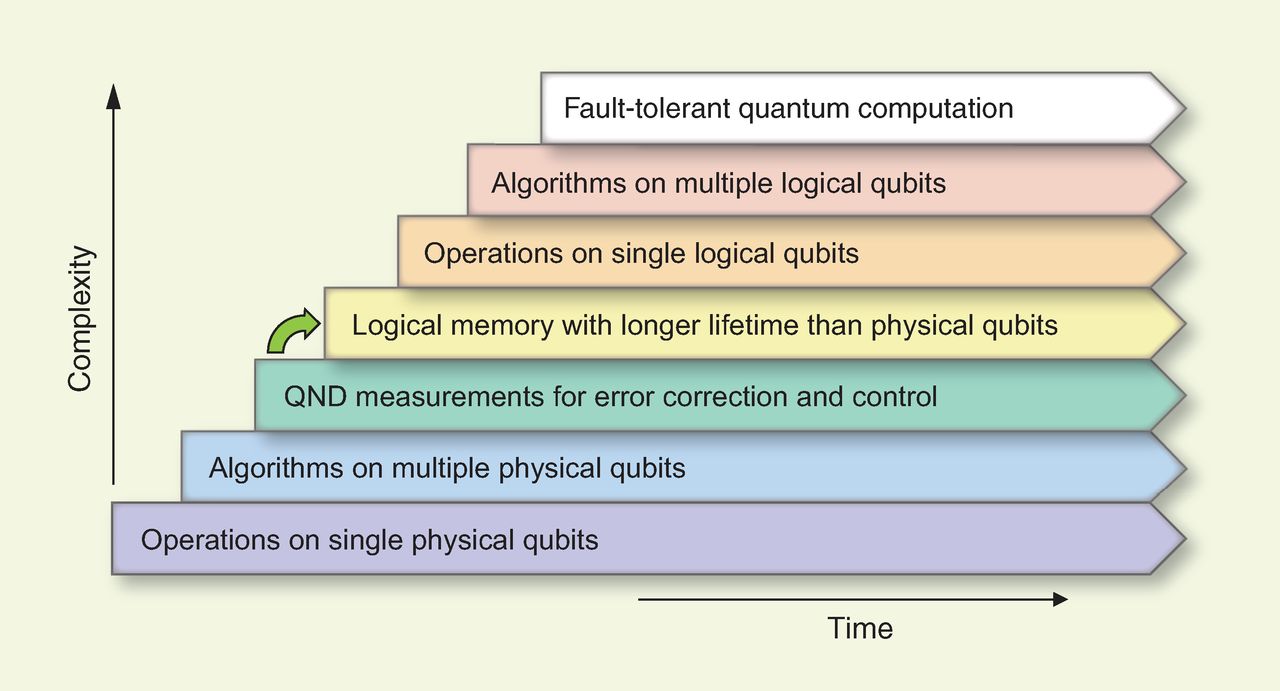 Fault-tolerant quantum computation
Algorithms on multiple logical qubits
Operations on single logical qubits
Logical memory with longer lifetime than physical qubits
QND measurements for error correction and control
Algorithms on multiple physical qubits
Operations on single physical qubits
Complexity
Time